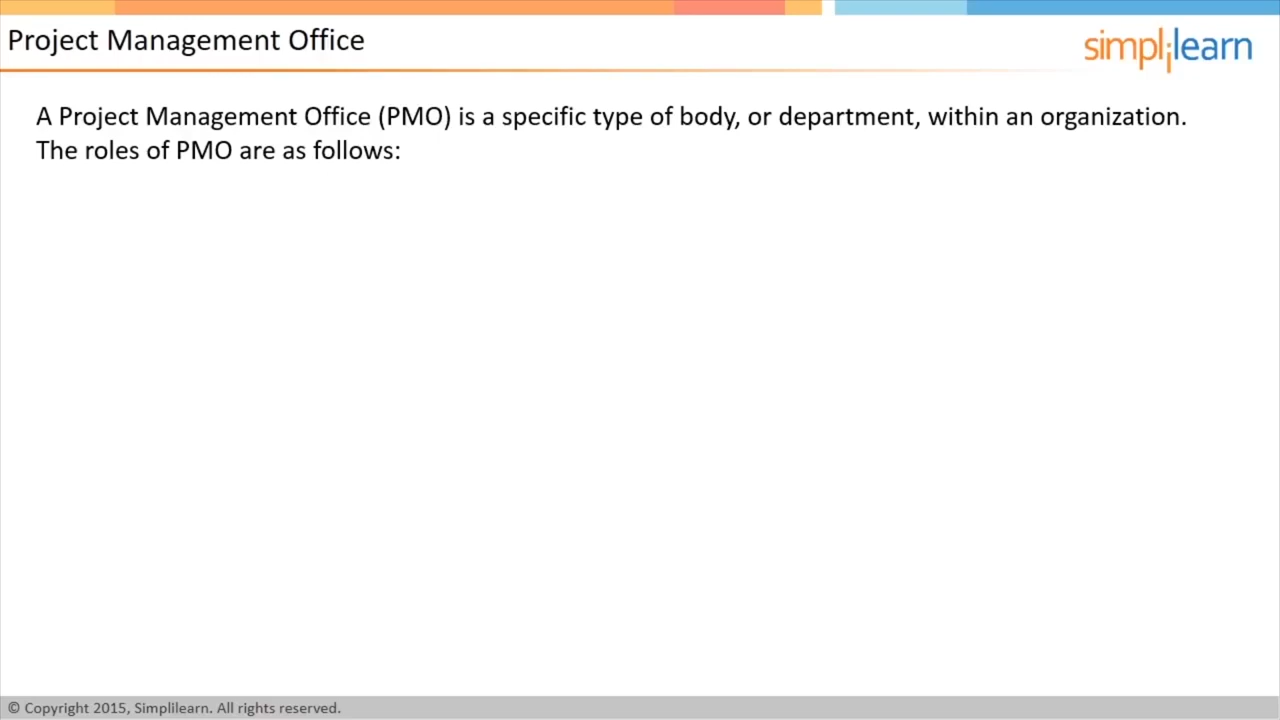 Project Management Office
simplilearn
A Project Management Office (PMO) is a specific type of body, or department, within an organization.
The roles of PMO are as follows:
© Copyright 2015, Simplilearn. All rights reserved.